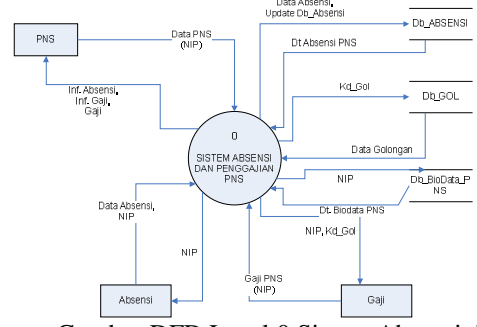 Data Absensi,
Update Db_Absensi
PNS
Data PNS
(NIP)
Db_ABSENSI
Dt Absensi PNS
Inf. Absensi,
Inf. Gaji,
Gaji
Kd_Gol
Db_GOL
0
SISTEM ABSENSI
DAN PENGGAJIAN
PNS
Data Golongan
NIP
Db_BioData_P
NS
Data Absensi,
NIP
Dt. Biodata PNS
NIP, Kd_Gol
NIP
Gaji PNS
(NIP)
Absensi
Gaji